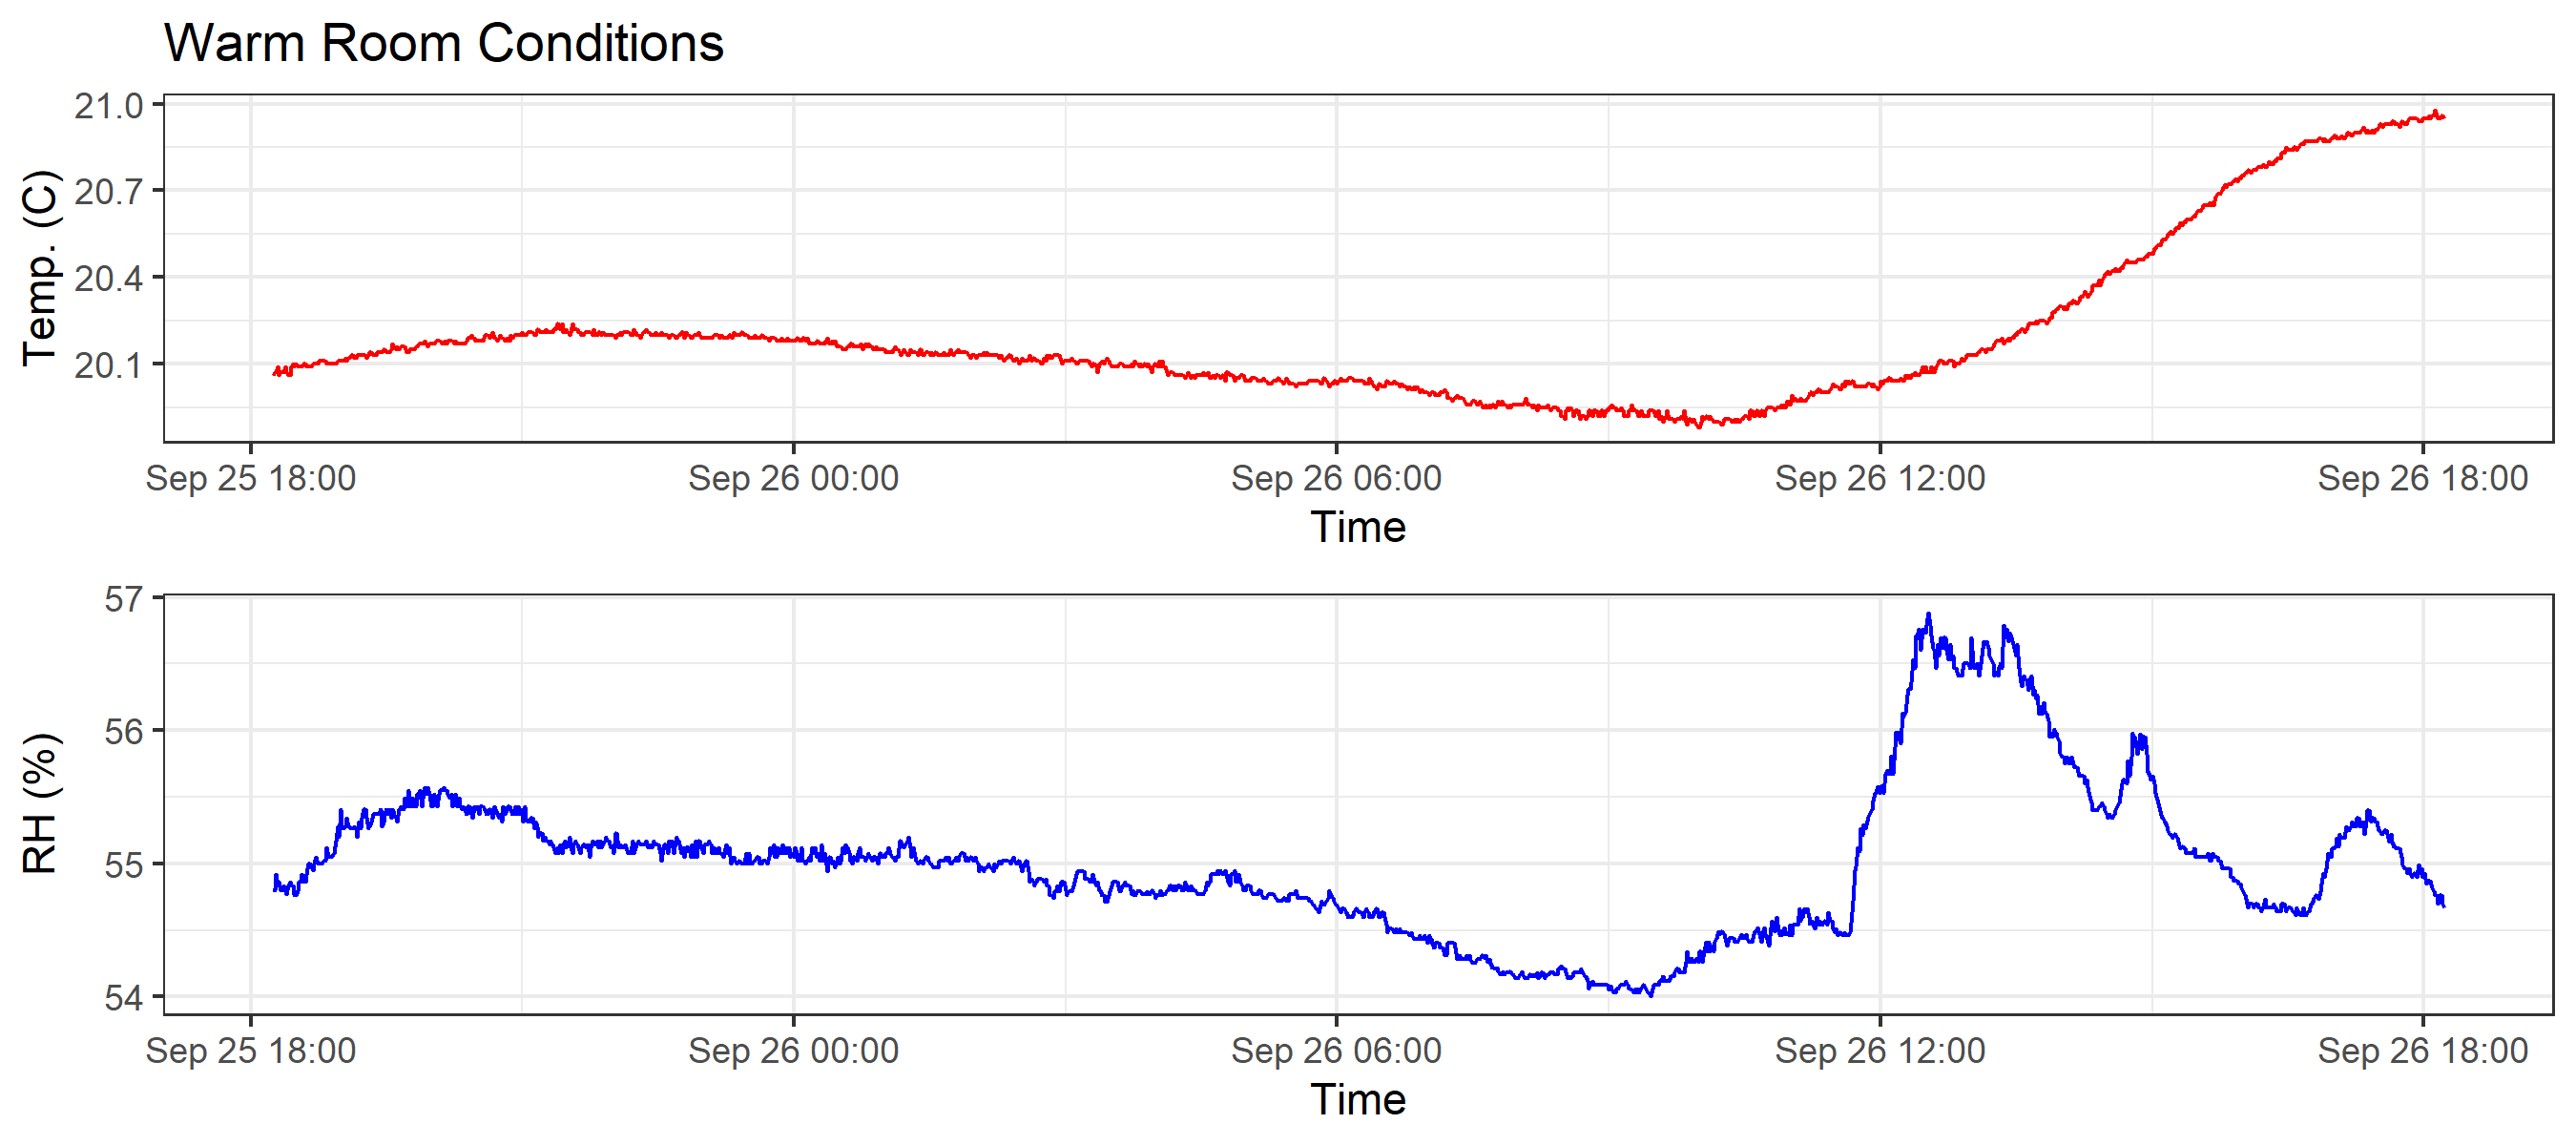 Warm Room Conditions
21.0
20.7
20.4
20.1
Temp. (C)
Sep 25 18:00 Sep 26 00:00 Sep 26 06:00 Sep 26 12:00 Sep 26 18:00
Time
57
56
55
54
RH (%)
Sep 25 18:00 Sep 26 00:00 Sep 26 06:00 Sep 26 12:00 Sep 26 18:00
Time